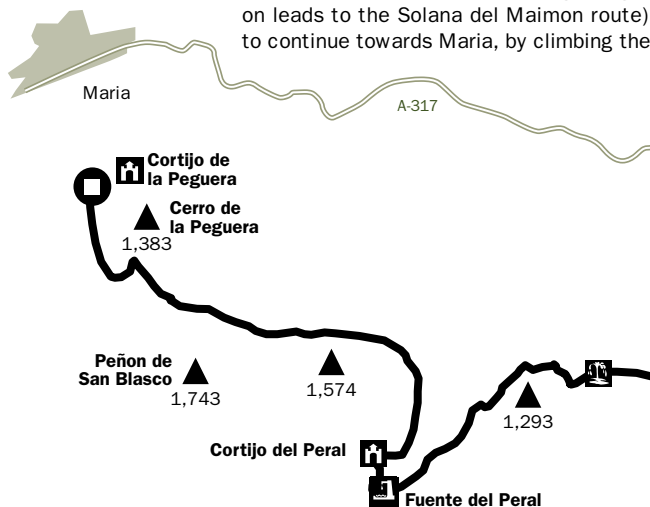 on leads to the Solana del Maimon route)
to continue towards Maria, by climbing the
Maria
A-317
Cortijo de
la Peguera
Cerro de
la Peguera
1,383
Peñon de
San Blasco
1,743
1,574
1,293
Cortijo del Peral
Fuente del Peral